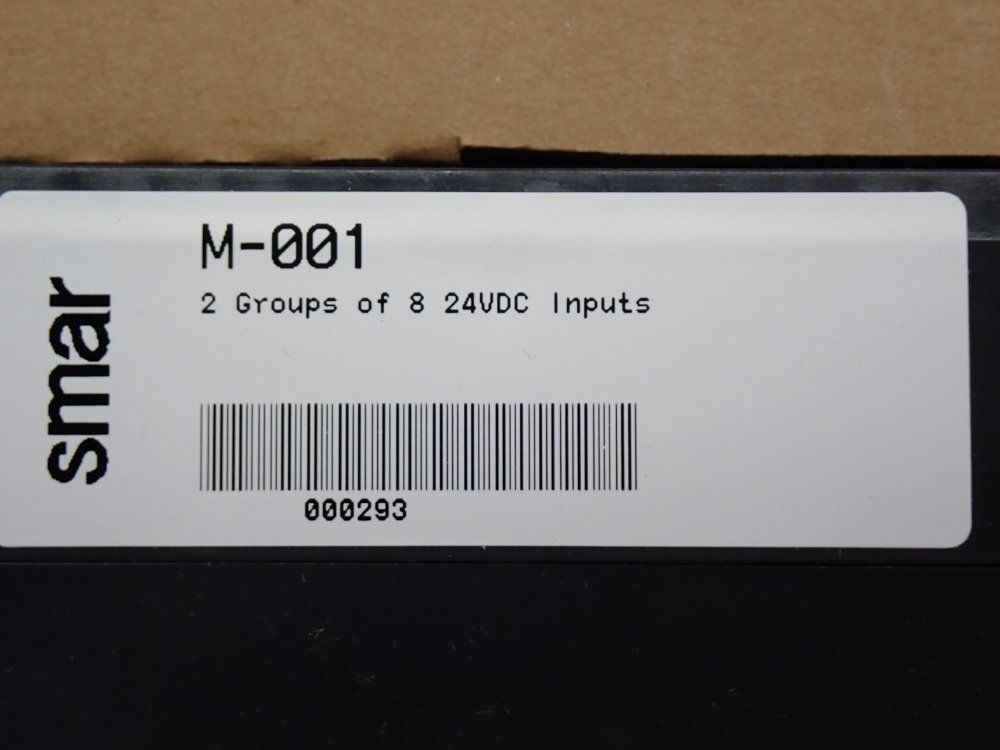 smar
M-001
2 Groups of 8 24VDC Inputs
000293